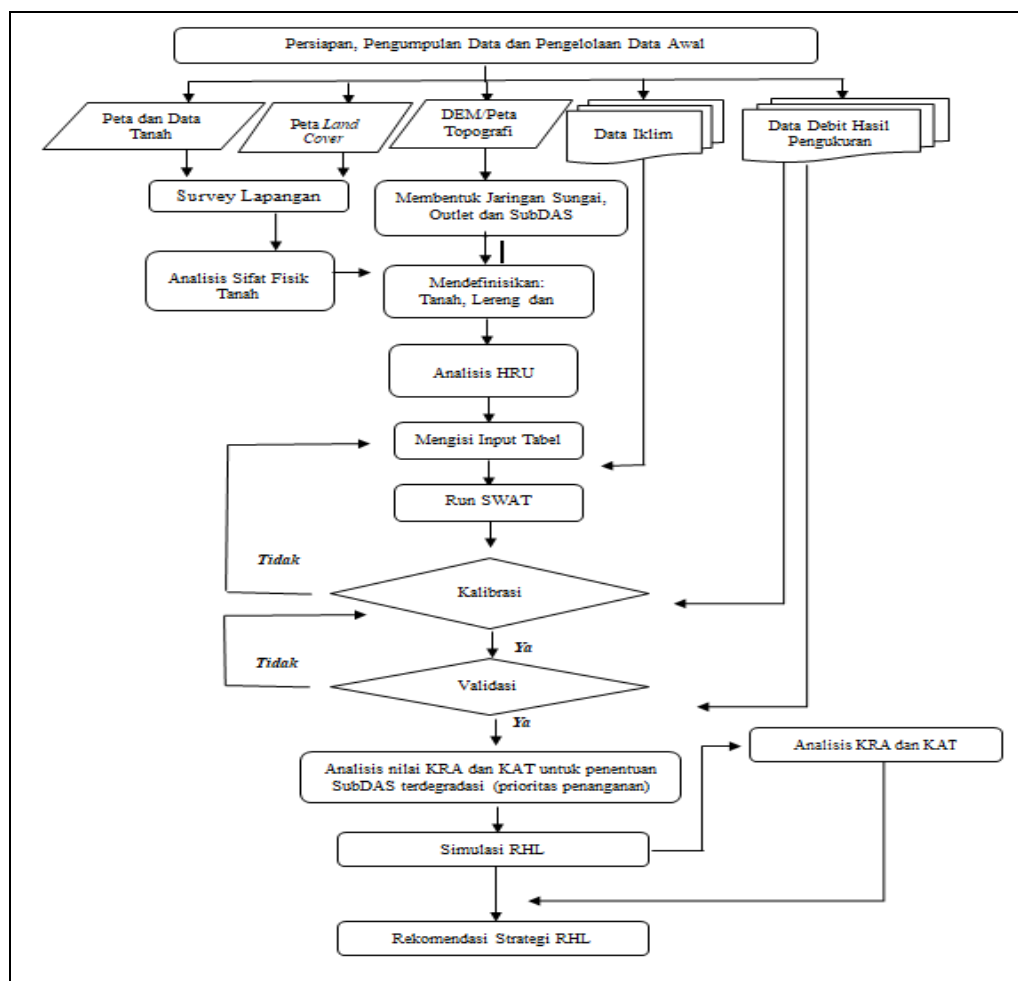 Persiapan, Pengumpulan Data dan Pengelolaan Data Awal
Peta dan Data
Tanah
Peta Land
Cover
DEM/Peta
Topografi
Data Iklim
Data Debit Hasil
Pengukuran
Survey Lapangan
Membentuk Jaringan Sungai,
Outlet dan SubDAS
Analisis Sifat Fisik
Tanah
Mendefinisikan:
Tanah, Lereng dan
Analisis HRU
Mengisi Input Tabel
Run SWAT
Tidak
Kalibrasi
Ya
Tidak
Validasi
Ya
Analisis nilai KRA dan KAT untuk penentuan
SubDAS terdegradasi (prioritas penanganan)
Analisis KRA dan KAT
Simulasi RHL
Rekomendasi Strategi RHL